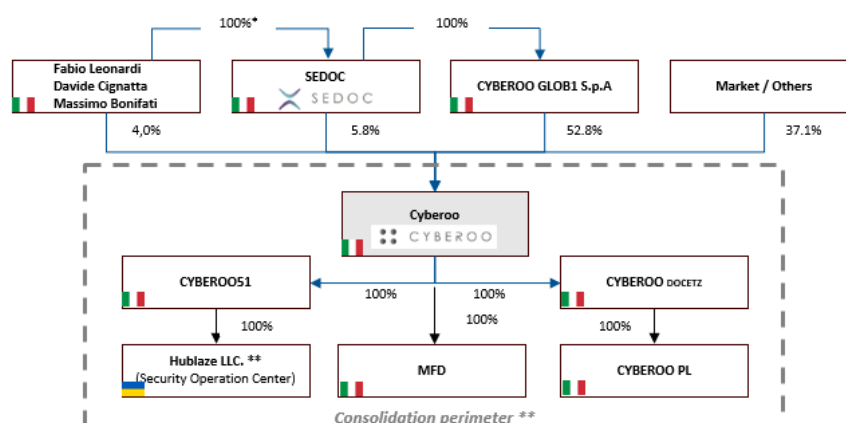 100%*
100%
Fabio Leonardi
Davide Cignatta
Massimo Bonifati
SEDOC
SEDOC
CYBEROO GLOB1 S.p.A
Market / Others
4,0%
5.8%
52.8%
37.1%
Cyberoo
CYBEROO
CYBEROO51
CYBEROO DOCETZ
100%
100%
100%
100%
100%
Hublaze LLC. **
(Security Operation Center)
MFD
CYBEROO PL
Consolidation perimeter **